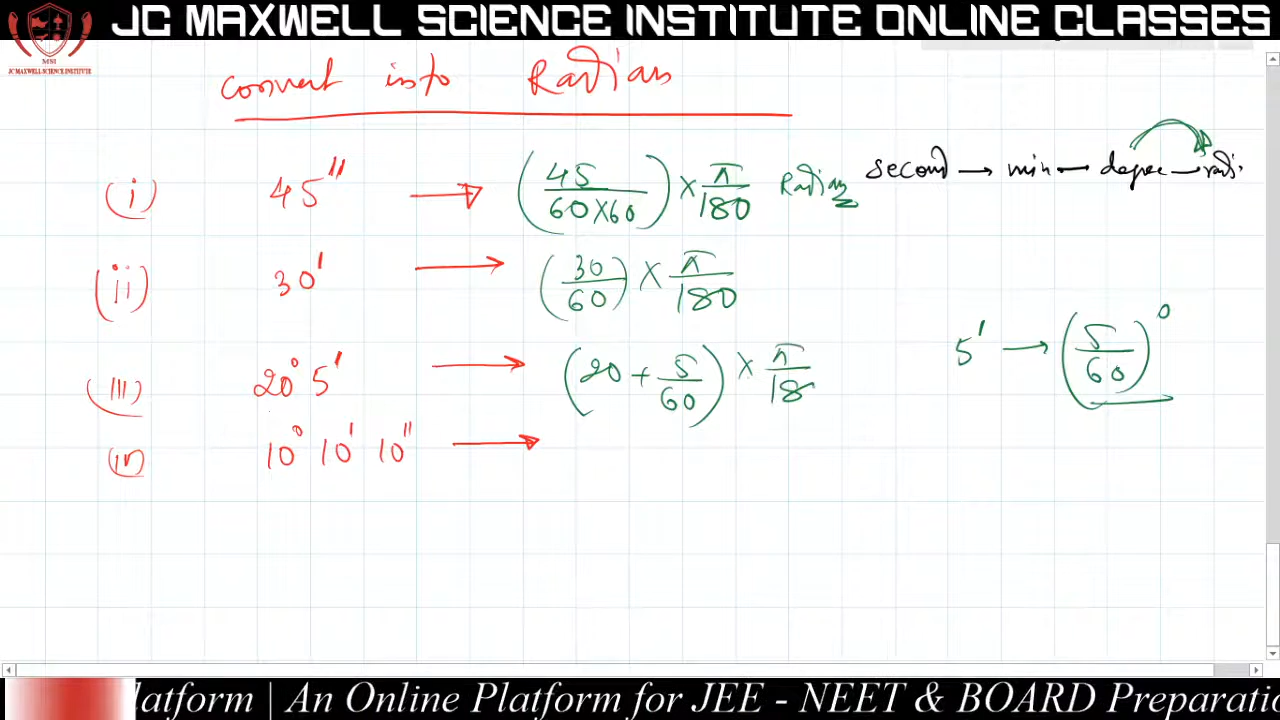 JC MAXWELL SCIENCE INSTITUTE ONLINE CLASSES
MSI
JC MAXWELL SCIENCE INSTITUTE
convert into Radian
second → min → degree → radi.
(i) 45" → (45/60×60) × π/180 Radian
(ii) 30' → (30/60) × π/180
5' → (5/60)°
(iii) 20° 5' → (20 + 5/60) × π/18
(iv) 10° 10' 10" →
latform | An Online Platform for JEE - NEET & BOARD Preparatio